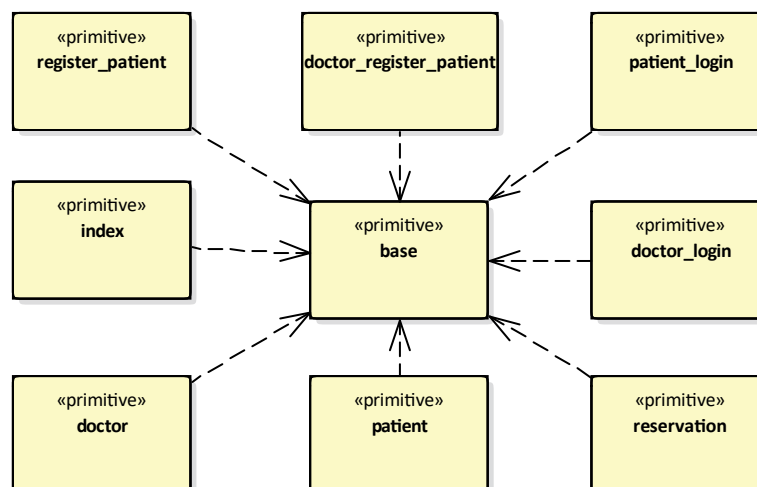 «primitive»
register_patient
«primitive»
doctor_register_patient
«primitive»
patient_login
«primitive»
index
«primitive»
base
«primitive»
doctor_login
«primitive»
doctor
«primitive»
patient
«primitive»
reservation